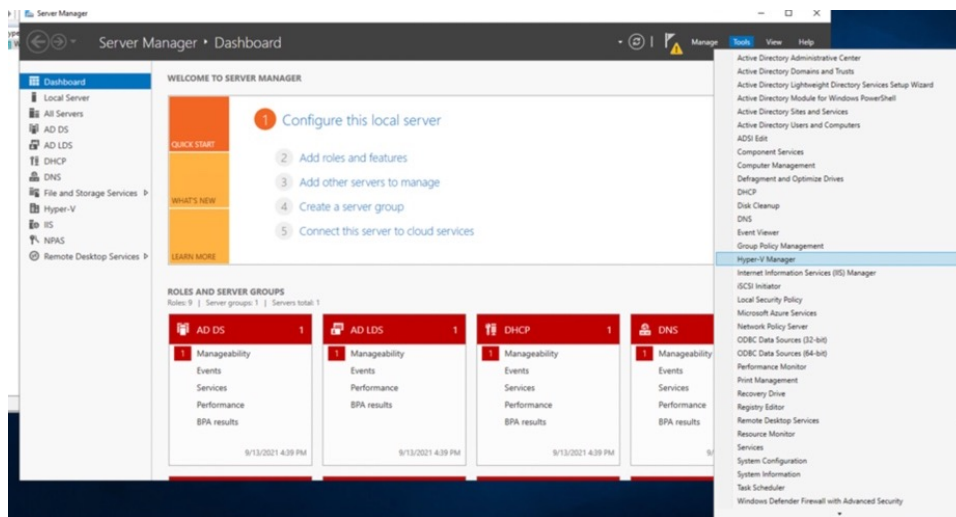 Server Manager
Server Manager • Dashboard
Manage Tools View Help
Dashboard
Local Server
All Servers
AD DS
AD LDS
DHCP
DNS
File and Storage Services
Hyper-V
IIS
NPAS
Remote Desktop Services
WELCOME TO SERVER MANAGER
QUICK START
WHAT'S NEW
LEARN MORE
1 Configure this local server
2 Add roles and features
3 Add other servers to manage
4 Create a server group
5 Connect this server to cloud services
ROLES AND SERVER GROUPS
Roles: 9 | Server groups: 1 | Servers total: 1
AD DS 1
1 Manageability
Events
Services
Performance
BPA results
9/13/2021 4:39 PM
AD LDS 1
1 Manageability
Events
Performance
BPA results
9/13/2021 4:39 PM
DHCP 1
1 Manageability
Events
Services
Performance
BPA results
9/13/2021 4:39 PM
DNS
1 Manageability
Events
Services
Performance
BPA results
9/
Active Directory Administrative Center
Active Directory Domains and Trusts
Active Directory Lightweight Directory Services Setup Wizard
Active Directory Module for Windows PowerShell
Active Directory Sites and Services
Active Directory Users and Computers
ADSI Edit
Component Services
Computer Management
Defragment and Optimize Drives
DHCP
Disk Cleanup
DNS
Event Viewer
Group Policy Management
Hyper-V Manager
Internet Information Services (IIS) Manager
iSCSI Initiator
Local Security Policy
Microsoft Azure Services
Network Policy Server
ODBC Data Sources (32-bit)
ODBC Data Sources (64-bit)
Performance Monitor
Print Management
Recovery Drive
Registry Editor
Remote Desktop Services
Resource Monitor
Services
System Configuration
System Information
Task Scheduler
Windows Defender Firewall with Advanced Security